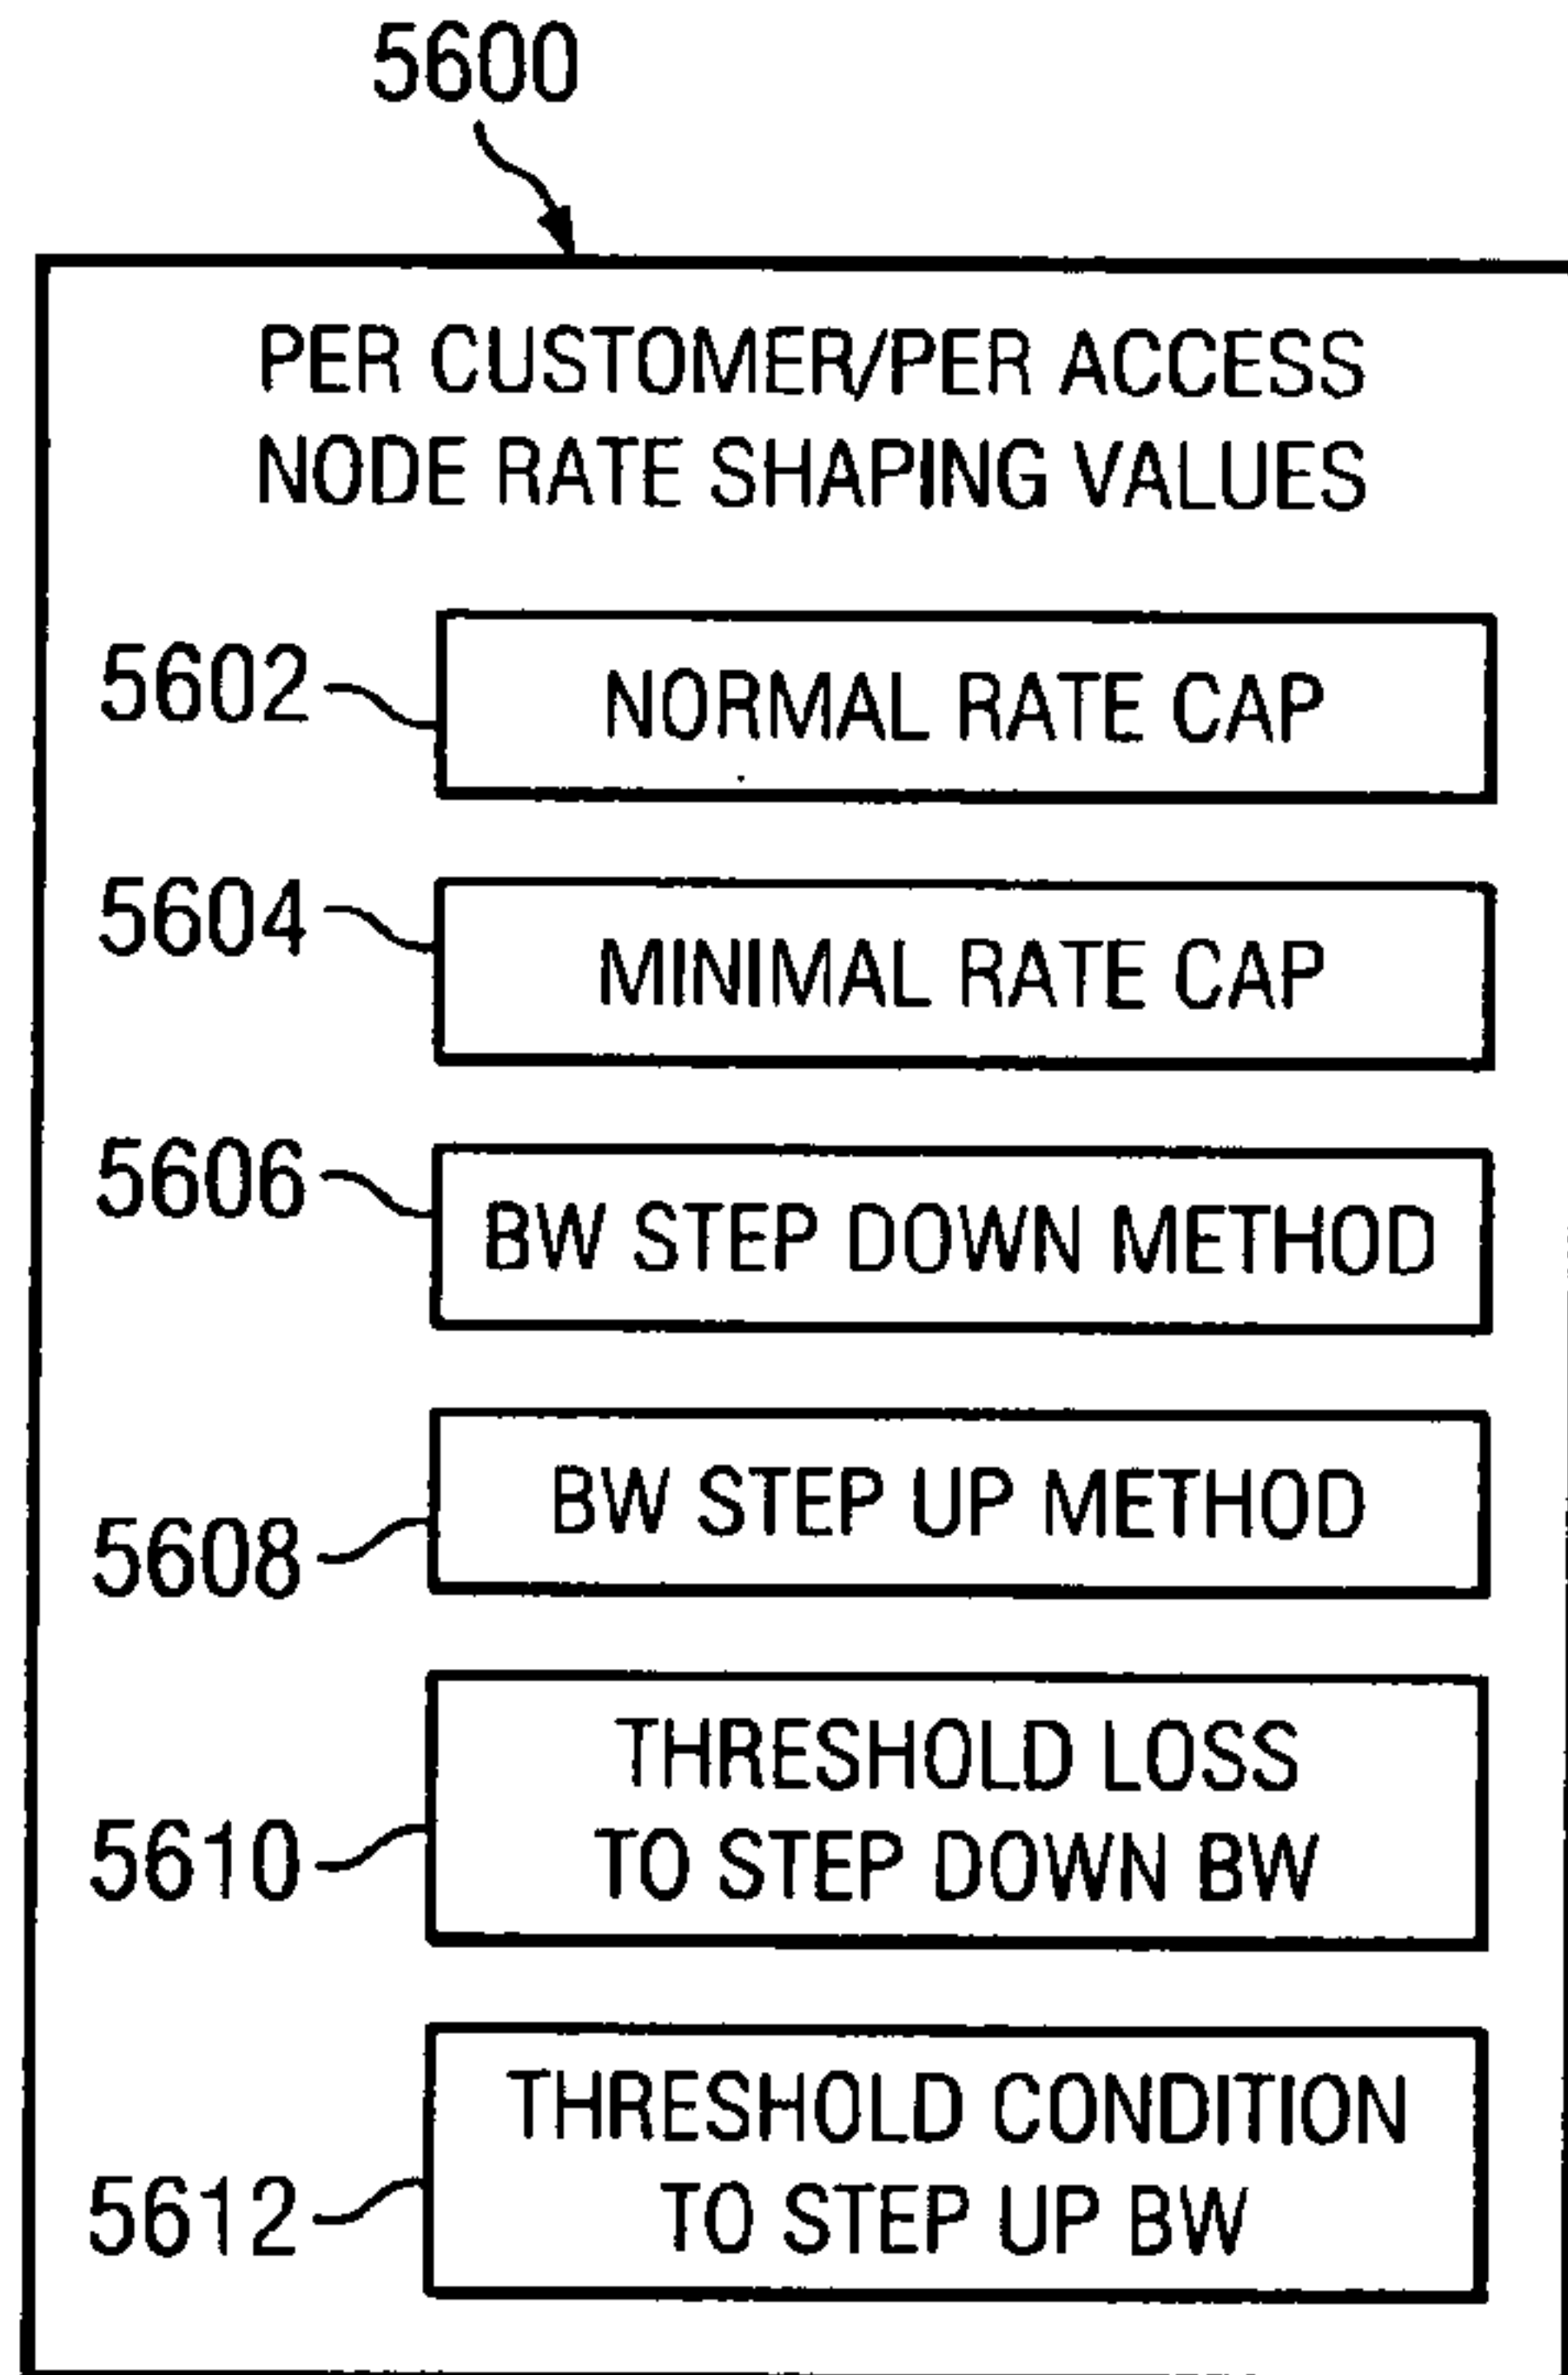 5600
PER CUSTOMER/PER ACCESS
NODE RATE SHAPING VALUES
5602
NORMAL RATE CAP
5604
MINIMAL RATE CAP
5606
BW STEP DOWN METHOD
5608
BW STEP UP METHOD
5610
THRESHOLD LOSS
TO STEP DOWN BW
5612
THRESHOLD CONDITION
TO STEP UP BW